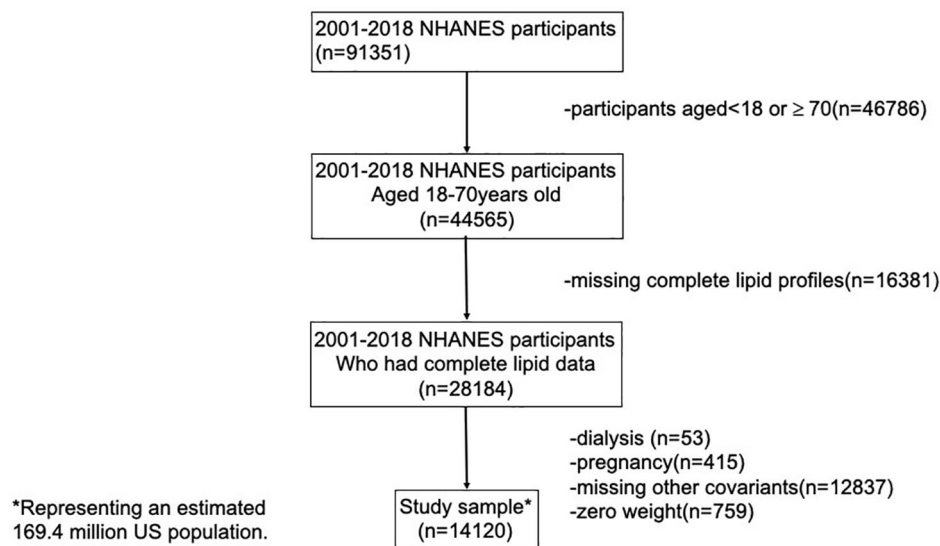 2001-2018 NHANES participants
(n=91351)
-participants aged<18 or ≥ 70(n=46786)
2001-2018 NHANES participants
Aged 18-70years old
(n=44565)
-missing complete lipid profiles(n=16381)
2001-2018 NHANES participants
Who had complete lipid data
(n=28184)
-dialysis (n=53)
-pregnancy(n=415)
-missing other covariants(n=12837)
-zero weight(n=759)
Study sample*
(n=14120)
*Representing an estimated
169.4 million US population.